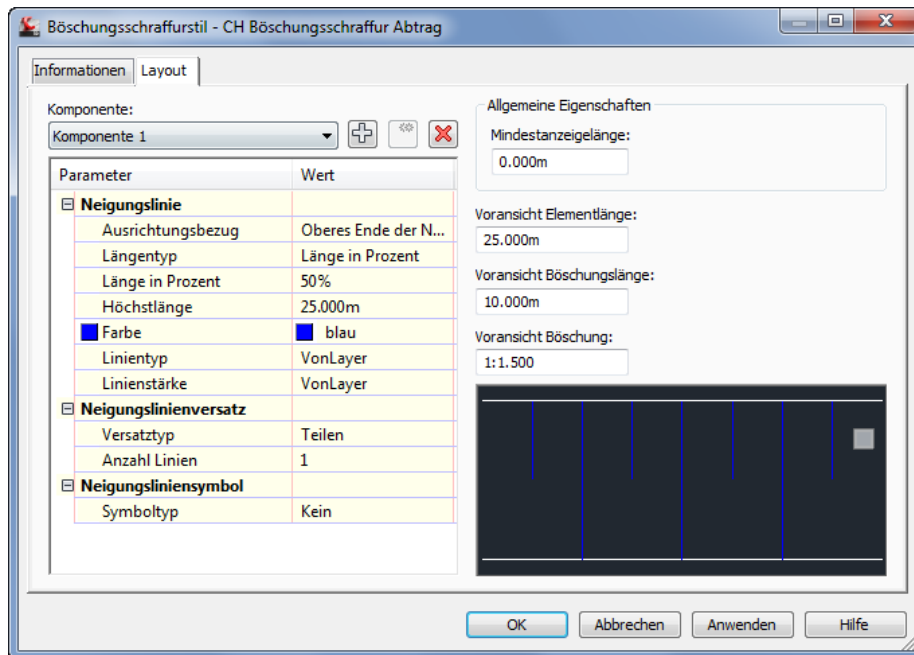 Böschungsschraffurstil - CH Böschungsschraffur Abtrag
Informationen Layout
Komponente:
Komponente 1
Parameter Wert
Neigungslinie
Ausrichtungsbezug Oberes Ende der N...
Längentyp Länge in Prozent
Länge in Prozent 50%
Höchstlänge 25.000m
Farbe blau
Linientyp VonLayer
Linienstärke VonLayer
Neigungslinienversatz
Versatztyp Teilen
Anzahl Linien 1
Neigungsliniensymbol
Symboltyp Kein
Allgemeine Eigenschaften
Mindestanzeigelänge:
0.000m
Voransicht Elementlänge:
25.000m
Voransicht Böschungslänge:
10.000m
Voransicht Böschung:
1:1.500
OK Abbrechen Anwenden Hilfe